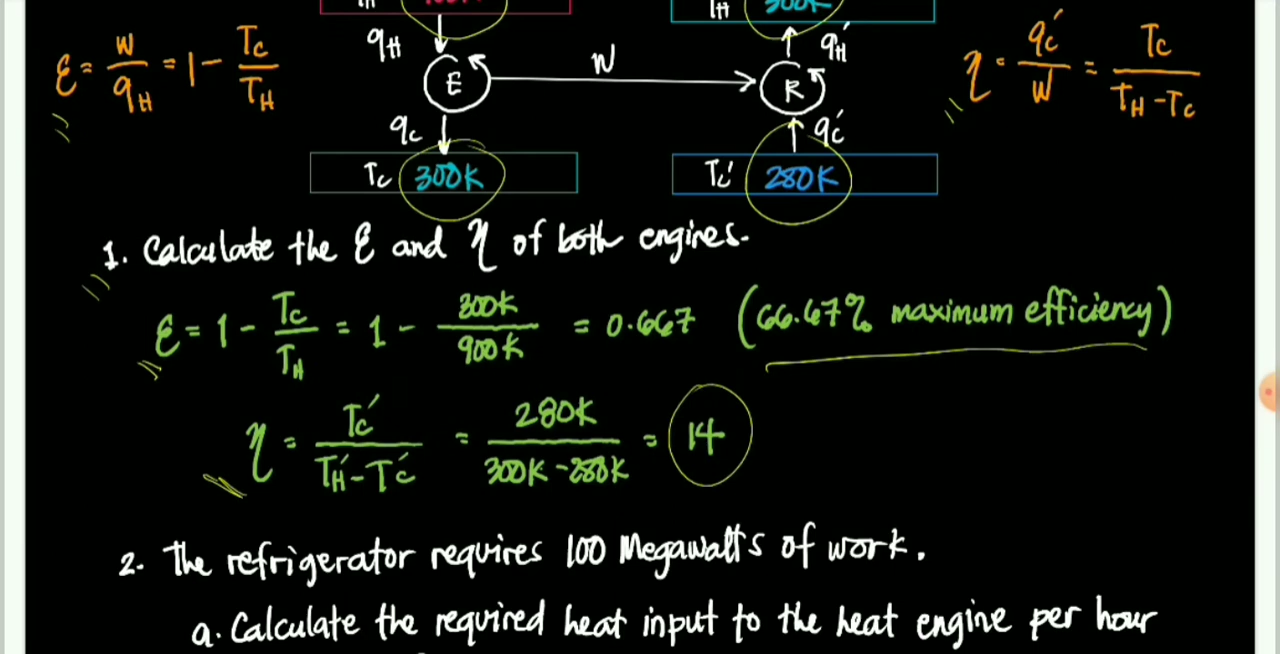 TH 300K
qH W qH'
ε = W/qH = 1 - Tc/TH
E R
η = qc'/W = Tc/(TH - Tc)
qc qc'
Tc 300K Tc' 280K
1. Calculate the ε and η of both engines.
ε = 1 - Tc/TH = 1 - 300K/900K = 0.667 (66.67% maximum efficiency)
η = Tc'/(TH' - Tc') = 280K/(300K - 280K) = 14
2. The refrigerator requires 100 Megawatts of work.
a. Calculate the required heat input to the heat engine per hour